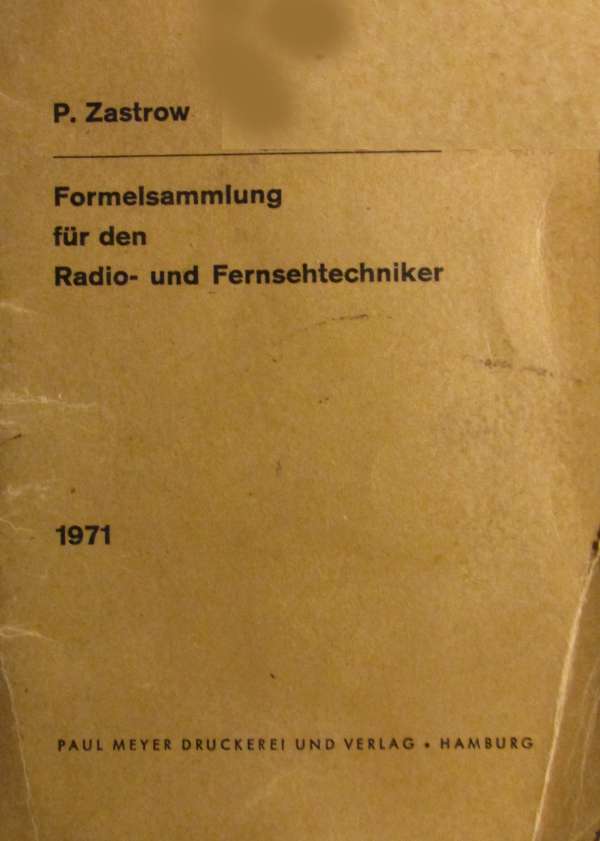 P. Zastrow
Formelsammlung
für den
Radio- und Fernsehtechniker
1971
PAUL MEYER DRUCKEREI UND VERLAG • HAMBURG